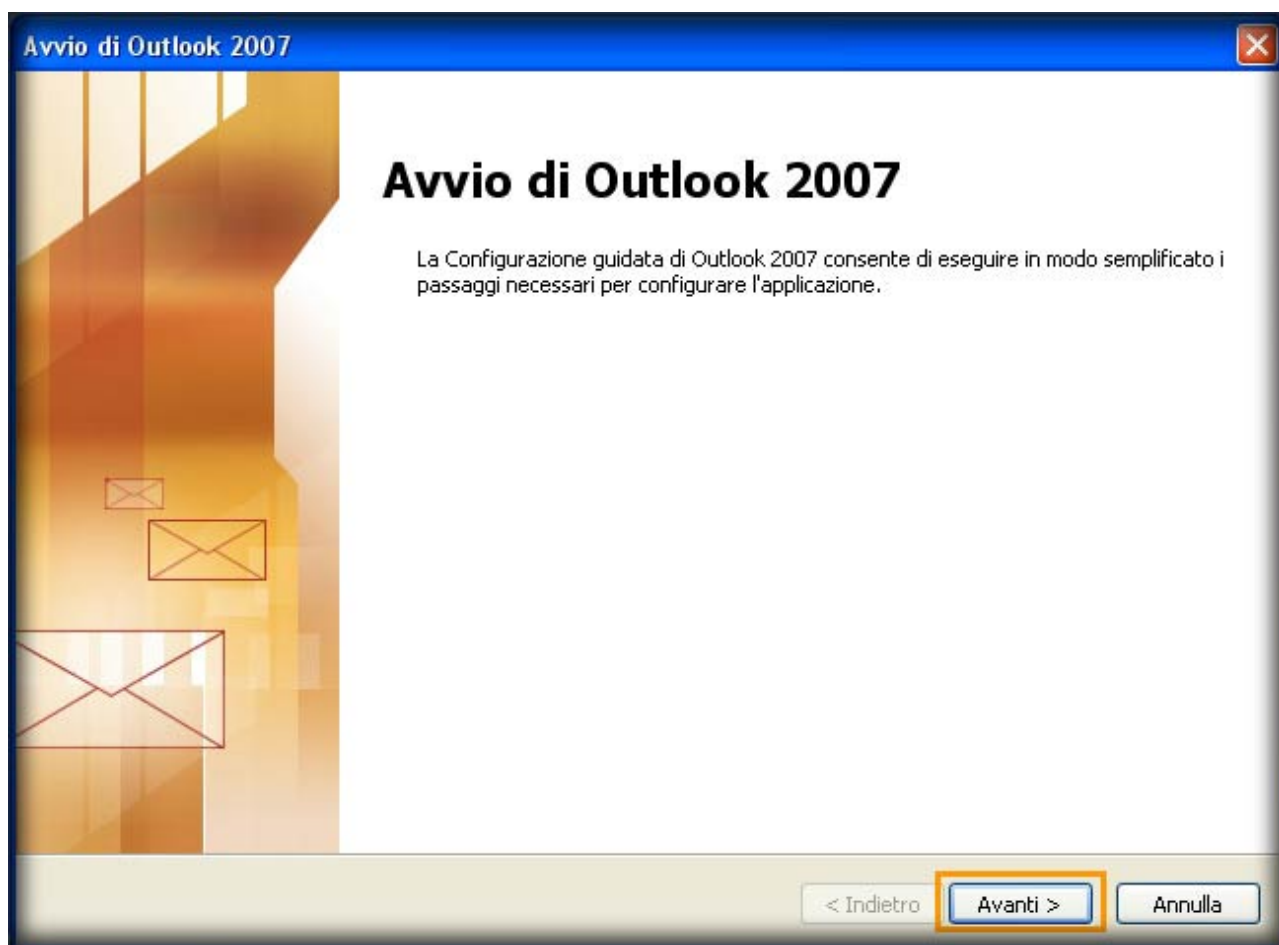 Avvio di Outlook 2007
Avvio di Outlook 2007
La Configurazione guidata di Outlook 2007 consente di eseguire in modo semplificato i
passaggi necessari per configurare l'applicazione.
< Indietro Avanti > Annulla